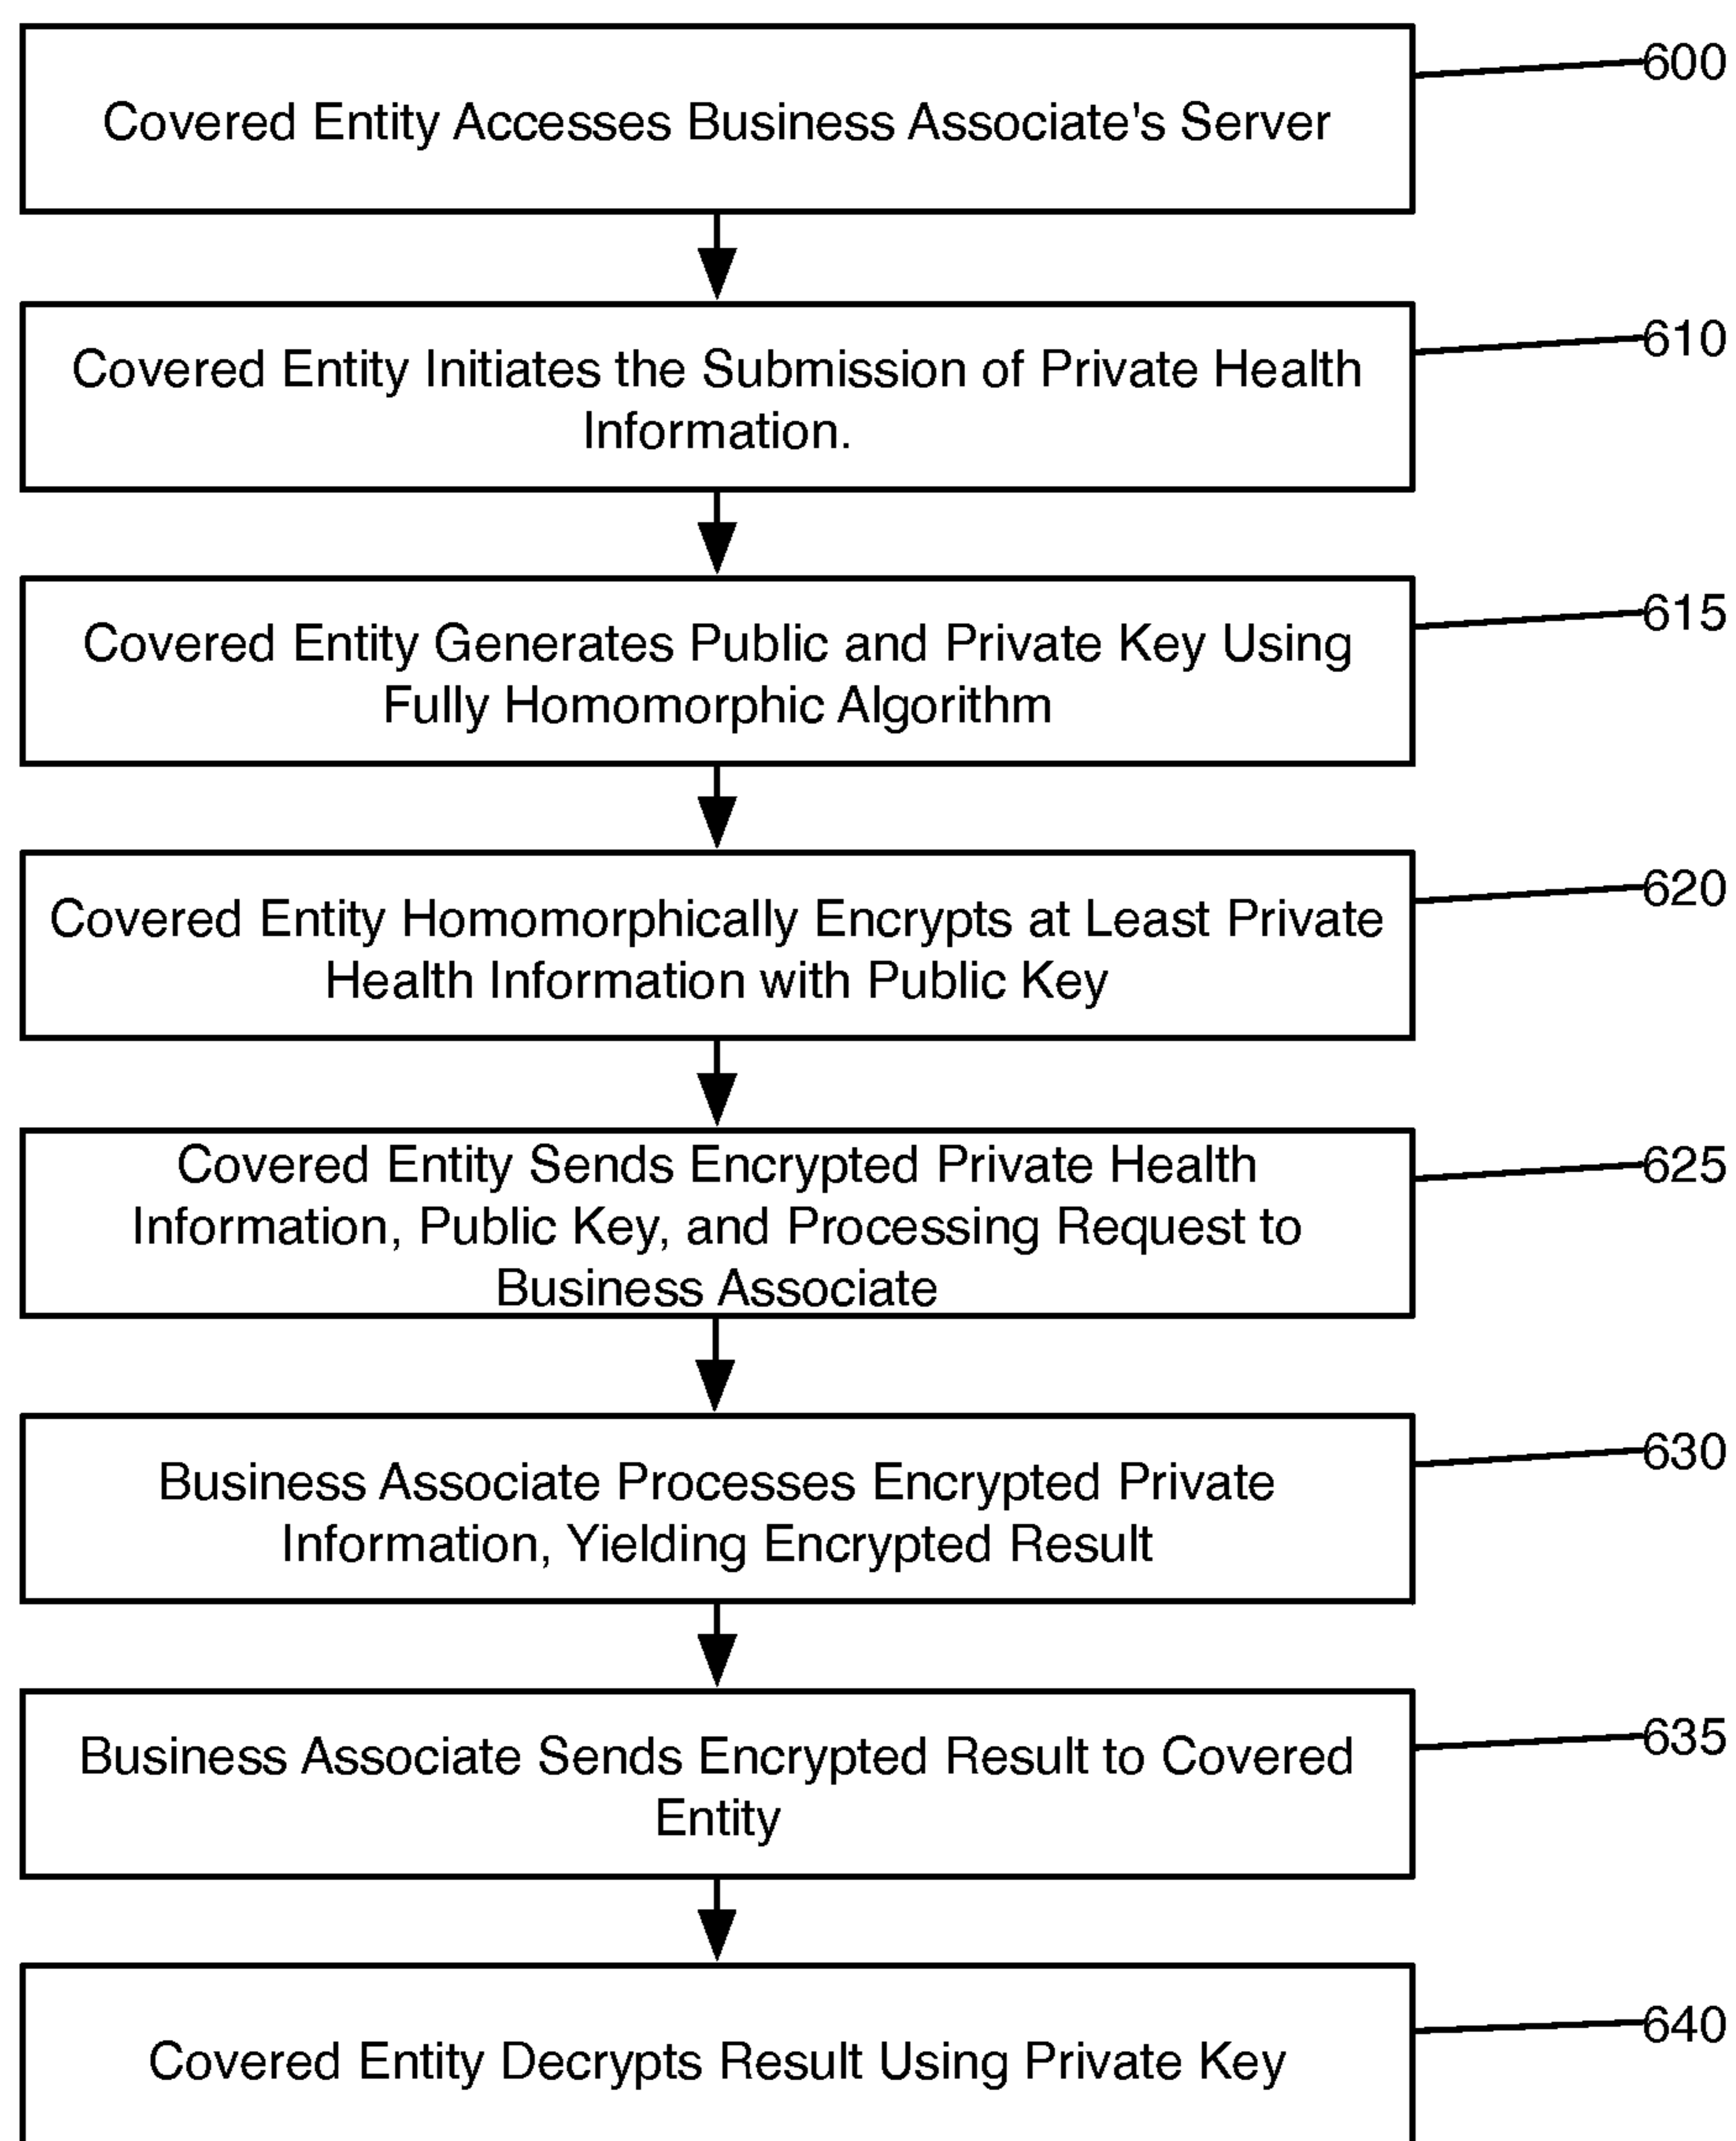 Covered Entity Accesses Business Associate's Server
600
Covered Entity Initiates the Submission of Private Health
Information.
610
Covered Entity Generates Public and Private Key Using
Fully Homomorphic Algorithm
615
Covered Entity Homomorphically Encrypts at Least Private
Health Information with Public Key
620
Covered Entity Sends Encrypted Private Health
Information, Public Key, and Processing Request to
Business Associate
625
Business Associate Processes Encrypted Private
Information, Yielding Encrypted Result
630
Business Associate Sends Encrypted Result to Covered
Entity
635
Covered Entity Decrypts Result Using Private Key
640